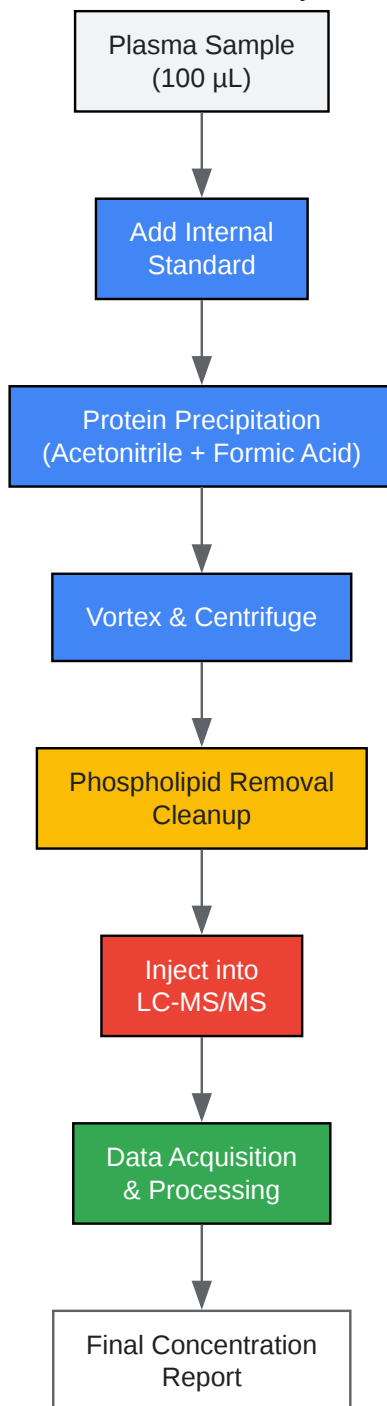 Plasma Sample
(100 µL)
Add Internal
Standard
Protein Precipitation
(Acetonitrile + Formic Acid)
Vortex & Centrifuge
Phospholipid Removal
Cleanup
Inject into
LC-MS/MS
Data Acquisition
& Processing
Final Concentration
Report